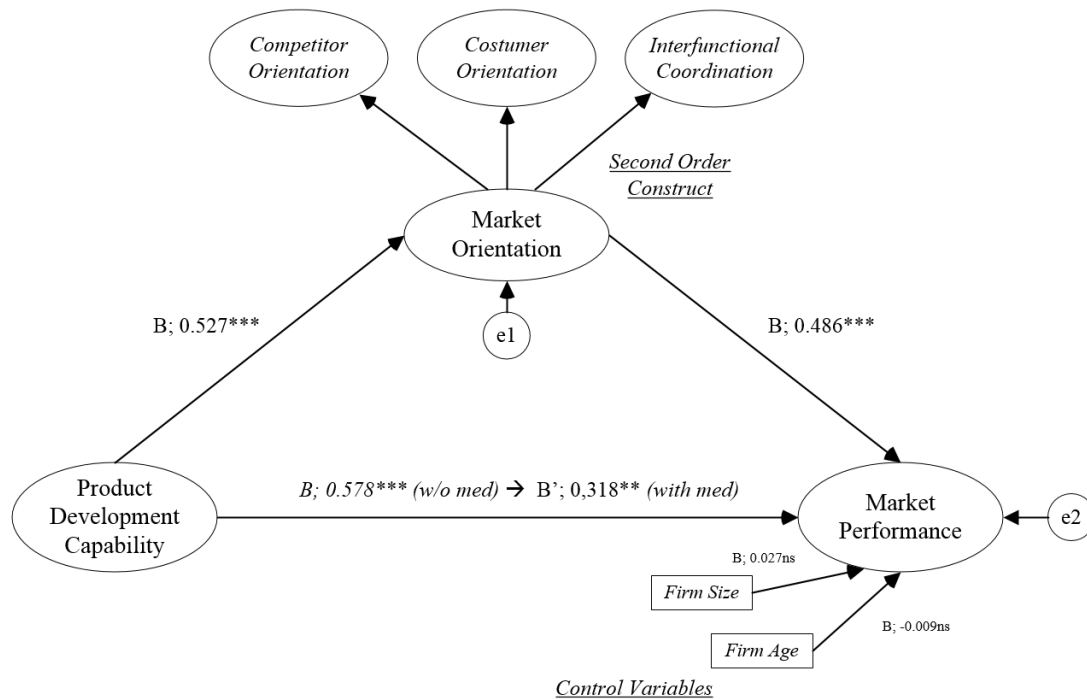 Competitor
Orientation
Costumer
Orientation
Interfunctional
Coordination
Second Order
Construct
Market
Orientation
B; 0.527***
e1
B; 0.486***
Product
Development
Capability
B; 0.578*** (w/o med) → B’; 0,318** (with med)
Market
Performance
e2
B; 0.027ns
Firm Size
B; -0.009ns
Firm Age
Control Variables